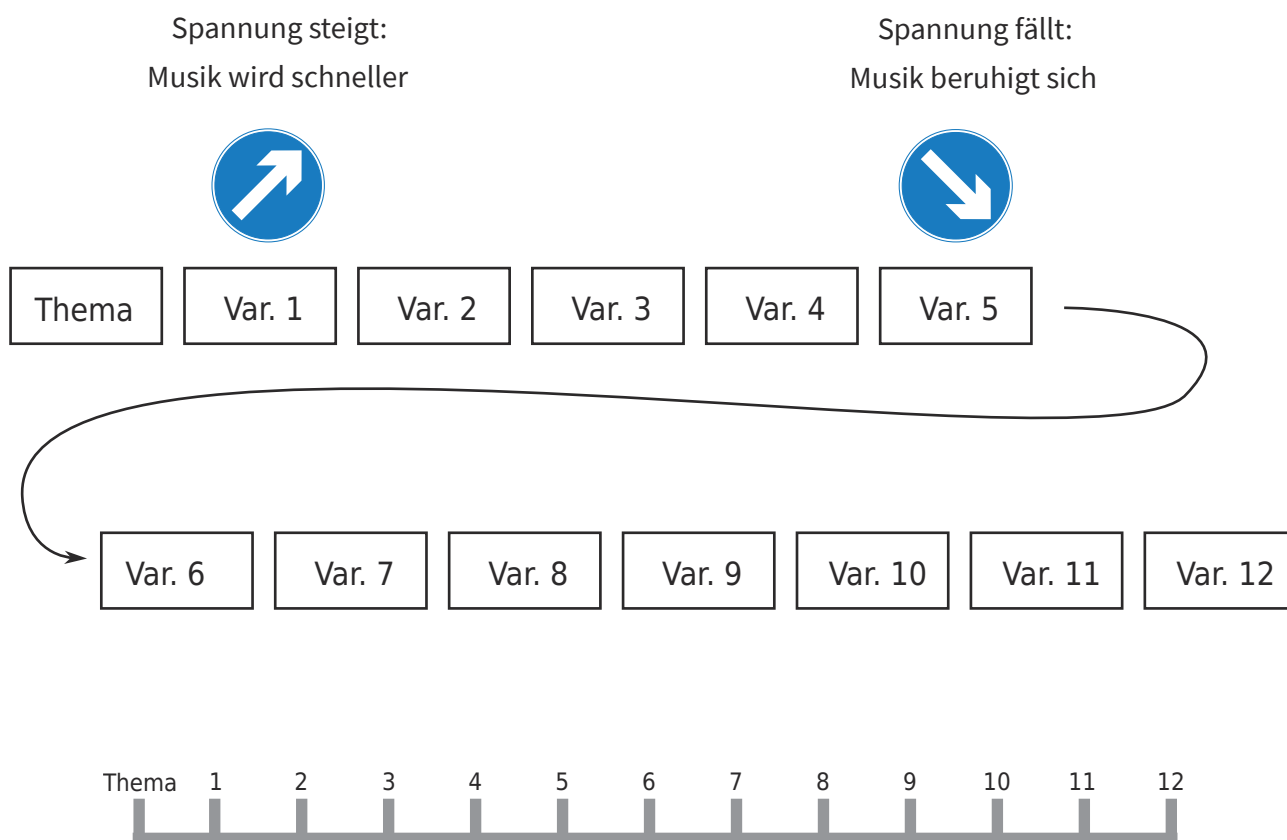 Spannung steigt:
Musik wird schneller
Spannung fällt:
Musik beruhigt sich
Thema
Var. 1
Var. 2
Var. 3
Var. 4
Var. 5
Var. 6
Var. 7
Var. 8
Var. 9
Var. 10
Var. 11
Var. 12
Thema 1 2 3 4 5 6 7 8 9 10 11 12